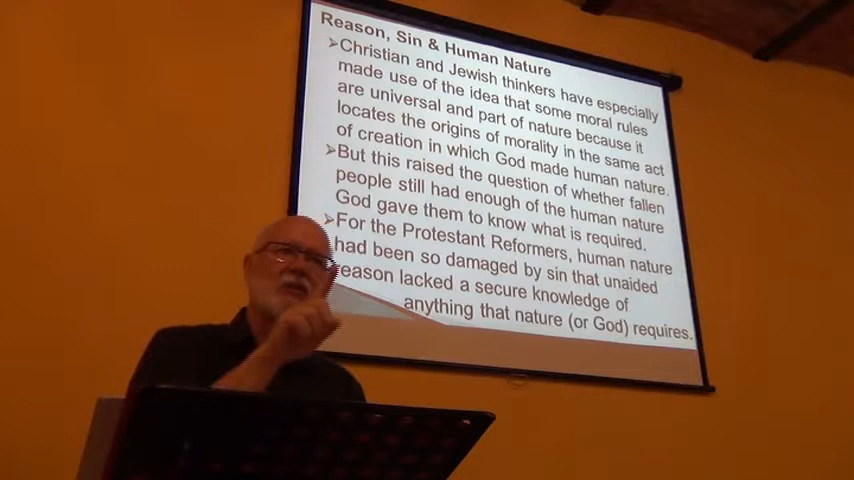 Reason, Sin & Human Nature
➢Christian and Jewish thinkers have especially
made use of the idea that some moral rules
are universal and part of nature because it
locates the origins of morality in the same act
of creation in which God made human nature.
➢But this raised the question of whether fallen
people still had enough of the human nature
God gave them to know what is required.
➢For the Protestant Reformers, human nature
had been so damaged by sin that unaided
reason lacked a secure knowledge of
anything that nature (or God) requires.